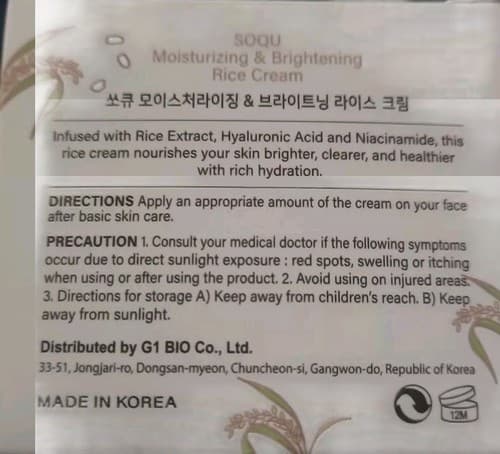 SOQU
Moisturizing & Brightening
Rice Cream
쏘큐 모이스처라이징 & 브라이트닝 라이스 크림
Infused with Rice Extract, Hyaluronic Acid and Niacinamide, this
rice cream nourishes your skin brighter, clearer, and healthier
with rich hydration.
DIRECTIONS Apply an appropriate amount of the cream on your face
after basic skin care.
PRECAUTION 1. Consult your medical doctor if the following symptoms
occur due to direct sunlight exposure : red spots, swelling or itching
when using or after using the product. 2. Avoid using on injured areas.
3. Directions for storage A) Keep away from children's reach. B) Keep
away from sunlight.
Distributed by G1 BIO Co., Ltd.
33-51, Jongjari-ro, Dongsan-myeon, Chuncheon-si, Gangwon-do, Republic of Korea
MADE IN KOREA
12M